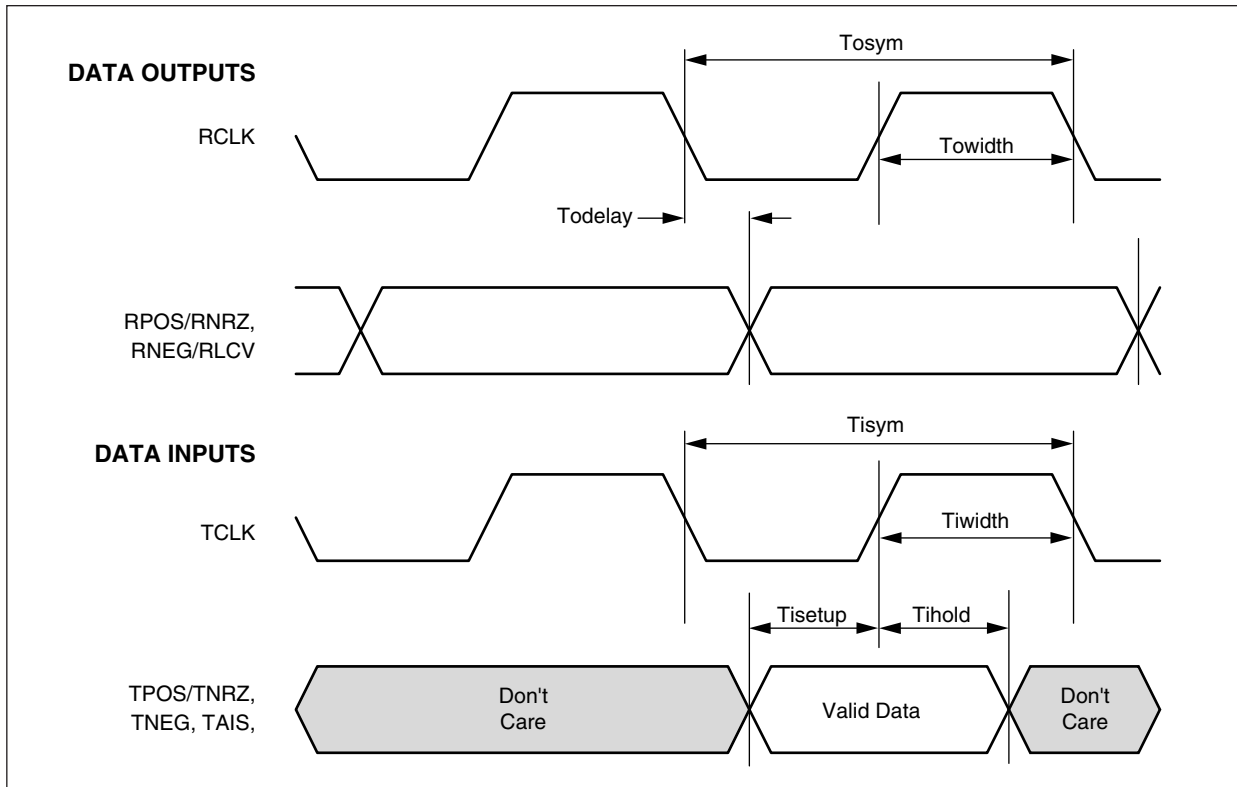 Tosym
DATA OUTPUTS
RCLK
Towidth
Todelay
RPOS/RNRZ,
RNEG/RLCV
Tisym
DATA INPUTS
TCLK
Tiwidth
Tisetup
Tihold
TPOS/TNRZ,
TNEG, TAIS,
Don't
Care
Valid Data
Don't
Care